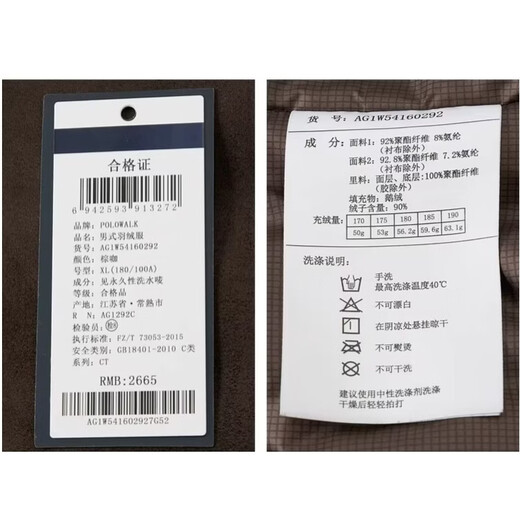 合格证
6 942593 913272
品牌: POLOWALK
品名: 男式羽绒服
货号: AG1W54160292
颜色: 棕咖
号型: XL(180/100A)
成分: 见永久性洗水唛
等级: 合格品
产地: 江苏省·常熟市
R N: AG1292C
检验员:
执行标准: FZ/T 73053-2015
安全类别: GB18401-2010 C类
系列: CT
RMB:2665
AG1W541602927G52
货 号: AG1W54160292
成 分: 面料1: 92%聚酯纤维 8%氨纶
(衬布除外)
面料2: 92.8%聚酯纤维 7.2%氨纶
(衬布除外)
里料: 面层、底层:100%聚酯纤维
(胶除外)
填充物: 鹅绒
绒子含量: 90%
充绒量: 170 175 180 185 190
50g 53g 56.2g 59.6g 63.1g
洗涤说明:
手洗
最高洗涤温度40℃
不可漂白
在阴凉处悬挂晾干
不可熨烫
不可干洗
建议使用中性洗涤剂洗涤
干燥后轻轻拍打